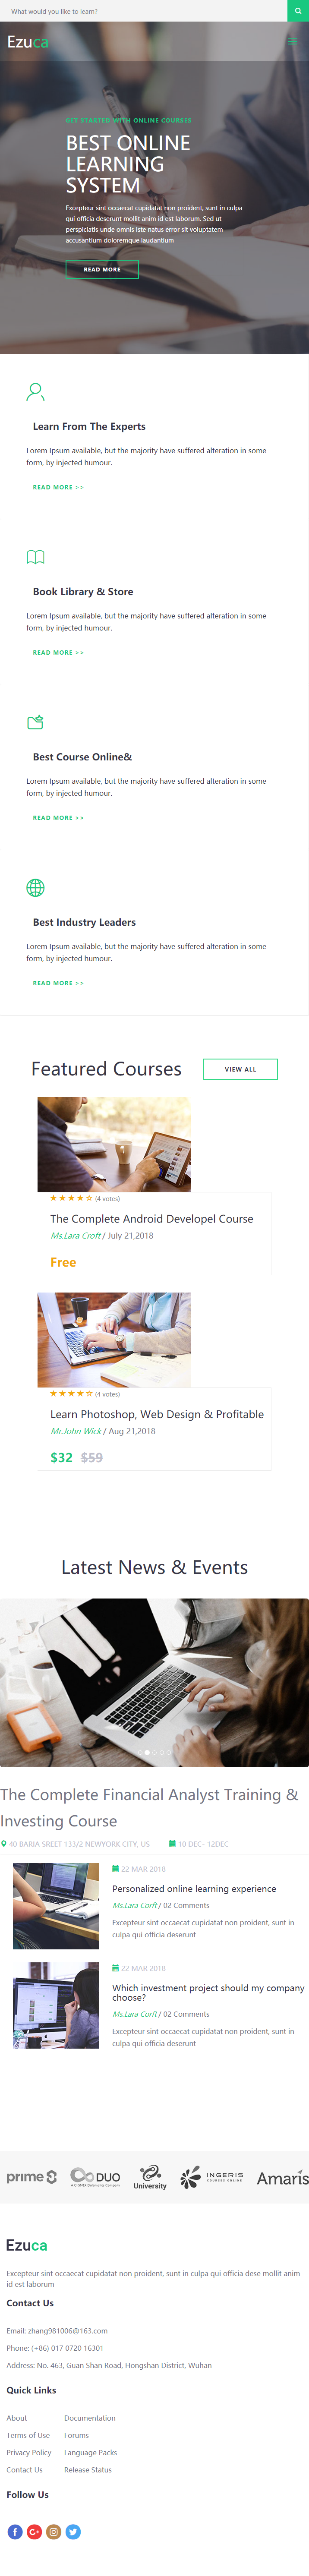 What would you like to learn?
Ezuca
GET STARTED WITH ONLINE COURSES
BEST ONLINE
LEARNING
SYSTEM
Excepteur sint occaecat cupidatat non proident, sunt in culpa
qui officia deserunt mollit anim id est laborum. Sed ut
perspiciatis unde omnis iste natus error sit voluptatem
accusantium doloremque laudantium
READ MORE
Learn From The Experts
Lorem Ipsum available, but the majority have suffered alteration in some
form, by injected humour.
READ MORE >>
Book Library & Store
Lorem Ipsum available, but the majority have suffered alteration in some
form, by injected humour.
READ MORE >>
Best Course Online&
Lorem Ipsum available, but the majority have suffered alteration in some
form, by injected humour.
READ MORE >>
Best Industry Leaders
Lorem Ipsum available, but the majority have suffered alteration in some
form, by injected humour.
READ MORE >>
Featured Courses
VIEW ALL
(4 votes)
The Complete Android Developel Course
Ms.Lara Croft / July 21,2018
Free
(4 votes)
Learn Photoshop, Web Design & Profitable
Mr.John Wick / Aug 21,2018
$32 $59
Latest News & Events
The Complete Financial Analyst Training &
Investing Course
40 BARIA SREET 133/2 NEWYORK CITY, US 10 DEC- 12DEC
22 MAR 2018
Personalized online learning experience
Ms.Lara Corft / 02 Comments
Excepteur sint occaecat cupidatat non proident, sunt in
culpa qui officia deserunt
22 MAR 2018
Which investment project should my company
choose?
Ms.Lara Corft / 02 Comments
Excepteur sint occaecat cupidatat non proident, sunt in
culpa qui officia deserunt
prime DUO University INGERIS Amaris
COURSES ONLINE
Ezuca
Excepteur sint occaecat cupidatat non proident, sunt in culpa qui officia dese mollit anim
id est laborum
Contact Us
Email: zhang981006@163.com
Phone: (+86) 017 0720 16301
Address: No. 463, Guan Shan Road, Hongshan District, Wuhan
Quick Links
About Documentation
Terms of Use Forums
Privacy Policy Language Packs
Contact Us Release Status
Follow Us